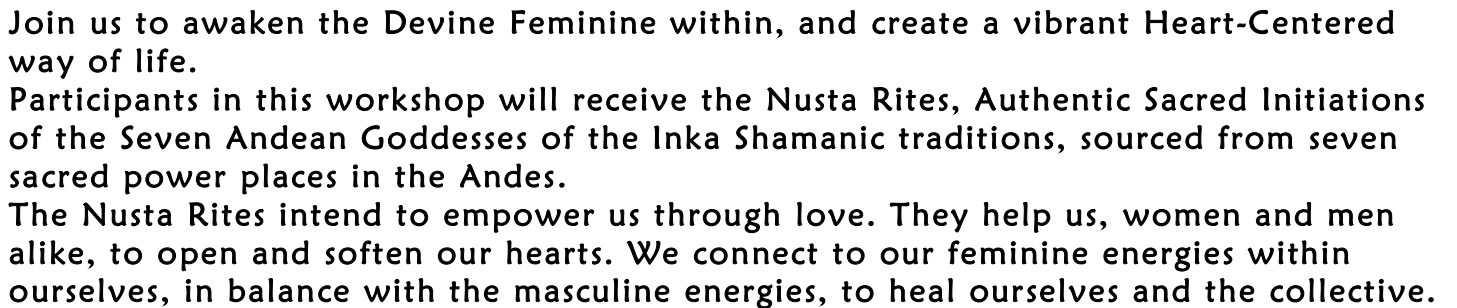 Join us to awaken the Devine Feminine within, and create a vibrant Heart-Centered
way of life.
Participants in this workshop will receive the Nusta Rites, Authentic Sacred Initiations
of the Seven Andean Goddesses of the Inka Shamanic traditions, sourced from seven
sacred power places in the Andes.
The Nusta Rites intend to empower us through love. They help us, women and men
alike, to open and soften our hearts. We connect to our feminine energies within
ourselves, in balance with the masculine energies, to heal ourselves and the collective.